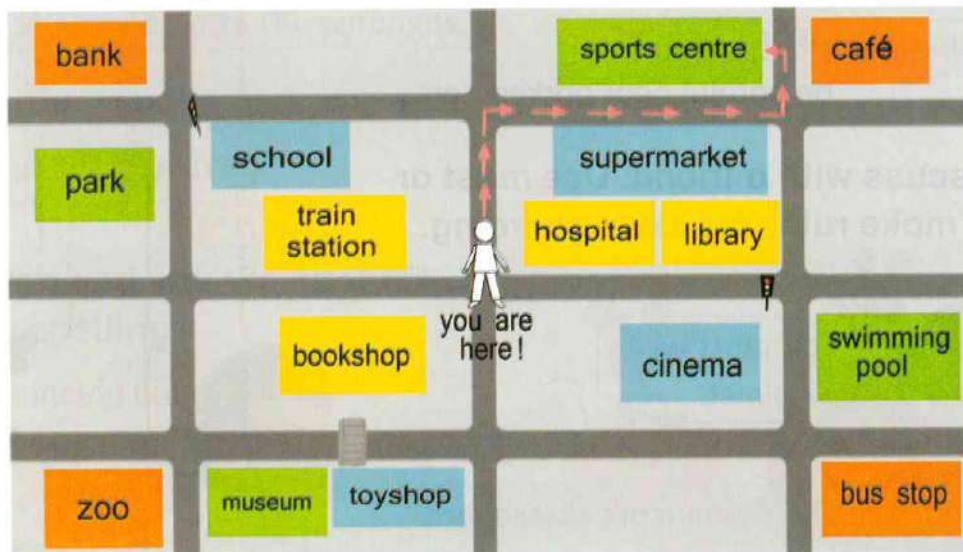 bank
sports centre
café
school
supermarket
park
train
station
hospital
library
you are
here!
bookshop
cinema
swimming
pool
zoo
museum
toyshop
bus stop